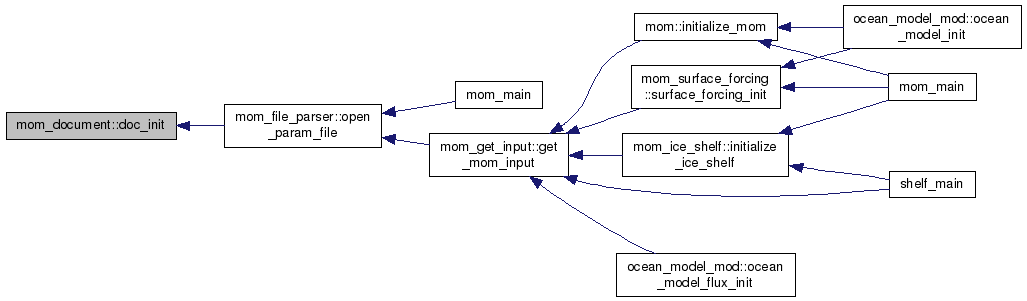 mom_document::doc_init
mom_file_parser::open
_param_file
mom_main
mom_get_input::get
_mom_input
mom::initialize_mom
mom_surface_forcing
::surface_forcing_init
mom_ice_shelf::initialize
_ice_shelf
ocean_model_mod::ocean
_model_flux_init
ocean_model_mod::ocean
_model_init
mom_main
shelf_main